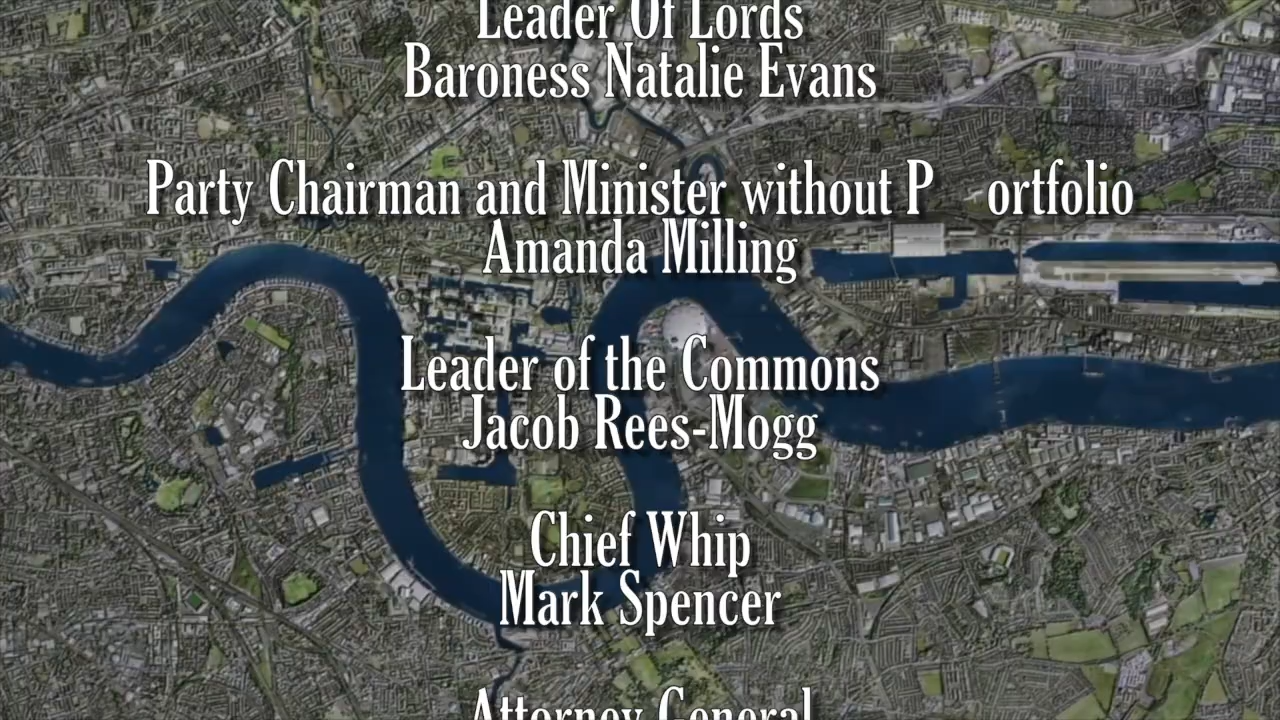 Leader Of Lords
Baroness Natalie Evans
Party Chairman and Minister without P ortfolio
Amanda Milling
Leader of the Commons
Jacob Rees-Mogg
Chief Whip
Mark Spencer
Attorney General